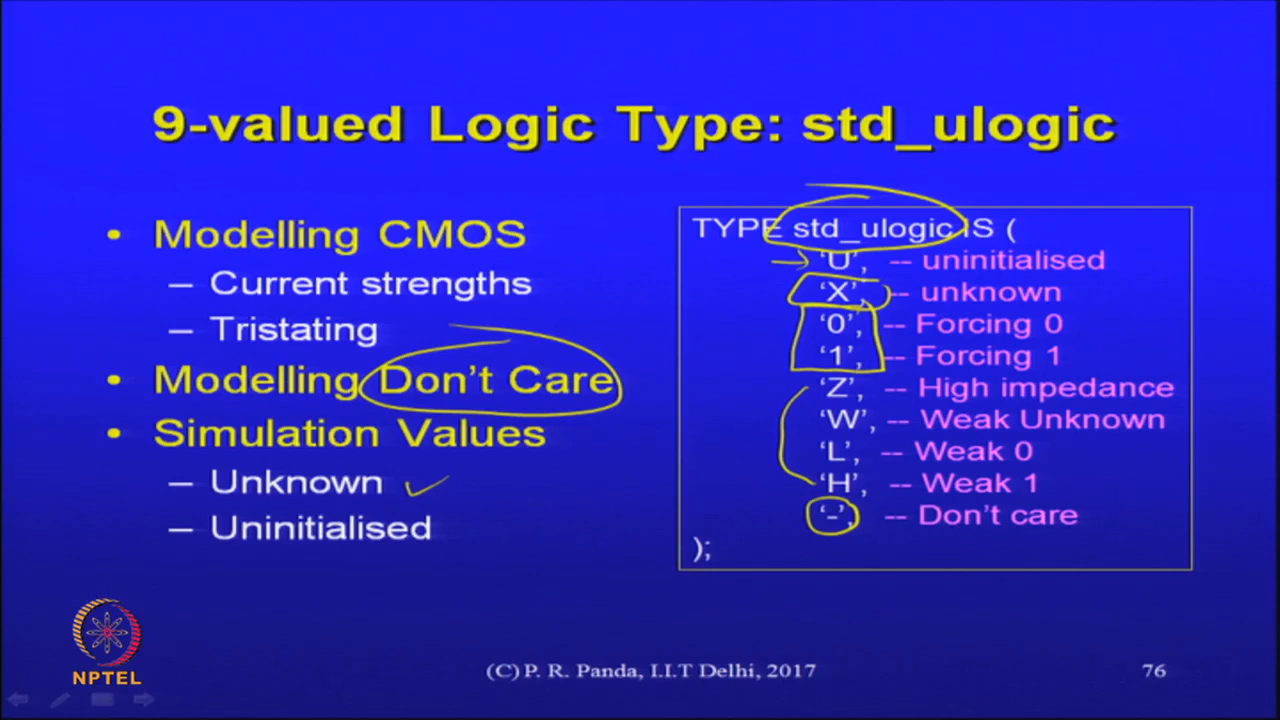 9-valued Logic Type: std_ulogic
• Modelling CMOS
– Current strengths
– Tristating
• Modelling Don't Care
• Simulation Values
– Unknown
– Uninitialised
TYPE std_ulogic IS (
‘U’, -- uninitialised
‘X’, -- unknown
‘0’, -- Forcing 0
‘1’, -- Forcing 1
‘Z’, -- High impedance
‘W’, -- Weak Unknown
‘L’, -- Weak 0
‘H’, -- Weak 1
‘-’, -- Don't care
);
NPTEL
(C) P. R. Panda, I.I.T Delhi, 2017
76